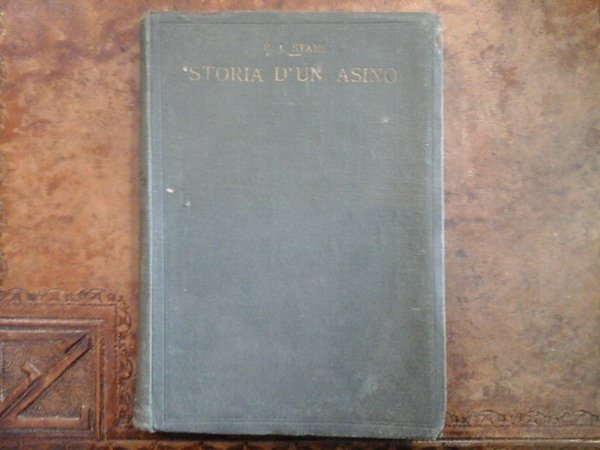 P. J. STAHL
STORIA D'UN ASINO